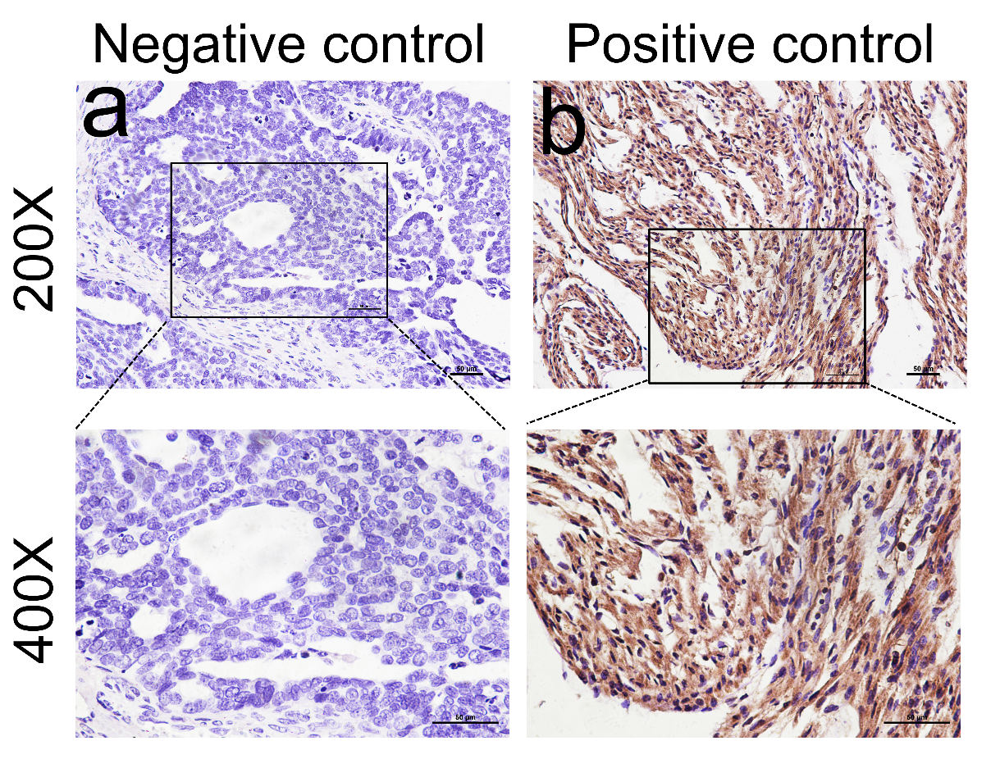 Negative control
Positive control
200X
a
50 µm
b
50 µm
400X
50 µm
50 µm